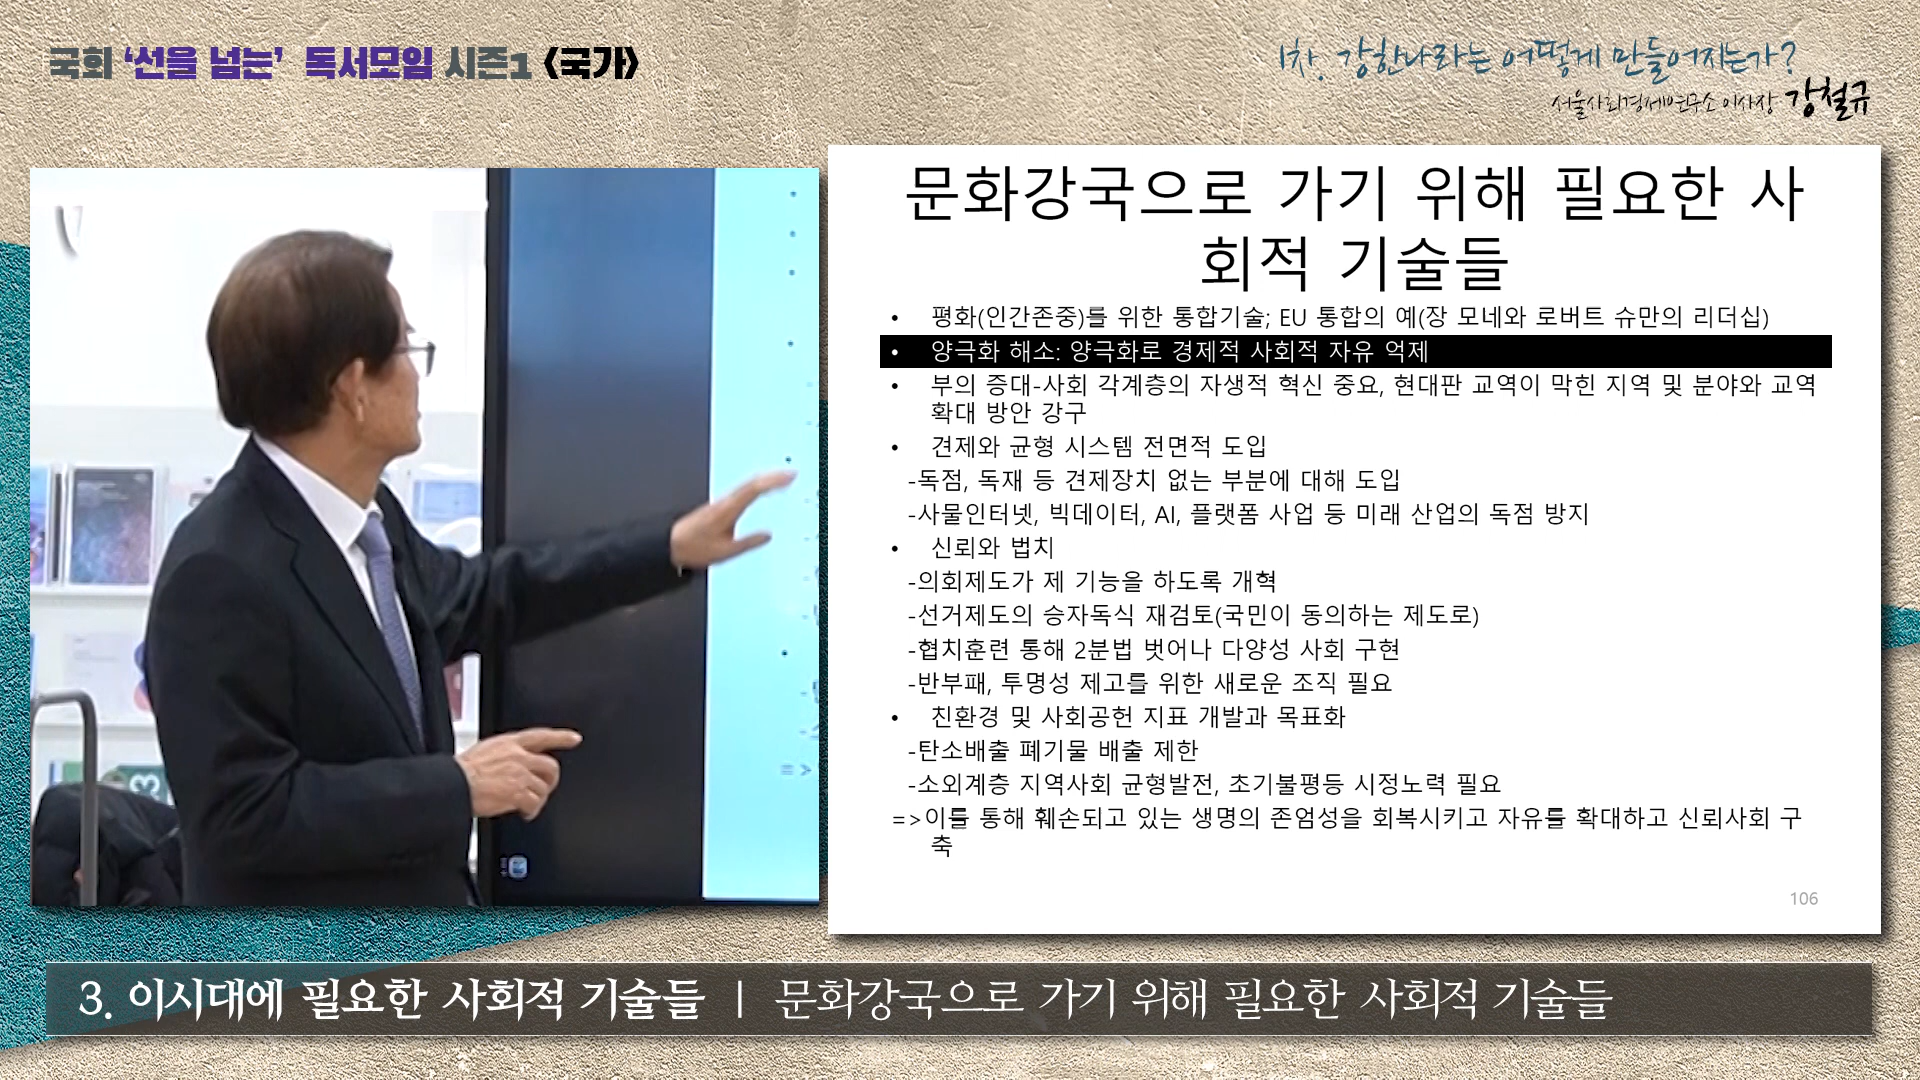 국회 ‘선을 넘는’ 독서모임 시즌1 〈국가〉
1차. 강한나라는 어떻게 만들어지는가?
서울사회경제연구소 이사장 강철규
문화강국으로 가기 위해 필요한 사
회적 기술들
• 평화(인간존중)를 위한 통합기술; EU 통합의 예(장 모네와 로버트 슈만의 리더십)
• 양극화 해소: 양극화로 경제적 사회적 자유 억제
• 부의 증대-사회 각계층의 자생적 혁신 중요, 현대판 교역이 막힌 지역 및 분야와 교역
확대 방안 강구
• 견제와 균형 시스템 전면적 도입
-독점, 독재 등 견제장치 없는 부분에 대해 도입
-사물인터넷, 빅데이터, AI, 플랫폼 사업 등 미래 산업의 독점 방지
• 신뢰와 법치
-의회제도가 제 기능을 하도록 개혁
-선거제도의 승자독식 재검토(국민이 동의하는 제도로)
-협치훈련 통해 2분법 벗어나 다양성 사회 구현
-반부패, 투명성 제고를 위한 새로운 조직 필요
• 친환경 및 사회공헌 지표 개발과 목표화
-탄소배출 폐기물 배출 제한
-소외계층 지역사회 균형발전, 초기불평등 시정노력 필요
=>이를 통해 훼손되고 있는 생명의 존엄성을 회복시키고 자유를 확대하고 신뢰사회 구
축
106
3. 이시대에 필요한 사회적 기술들 | 문화강국으로 가기 위해 필요한 사회적 기술들